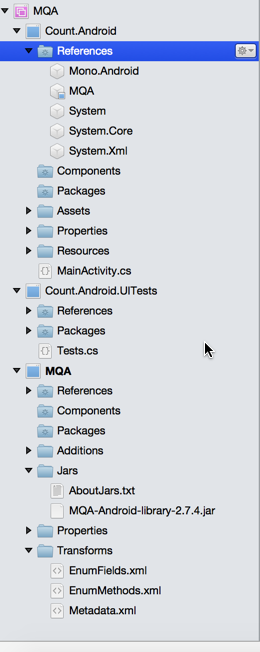 MQA
Count.Android
References
Mono.Android
MQA
System
System.Core
System.Xml
Components
Packages
Assets
Properties
Resources
MainActivity.cs
Count.Android.UITests
References
Packages
Tests.cs
MQA
References
Components
Packages
Additions
Jars
AboutJars.txt
MQA-Android-library-2.7.4.jar
Properties
Transforms
EnumFields.xml
EnumMethods.xml
Metadata.xml